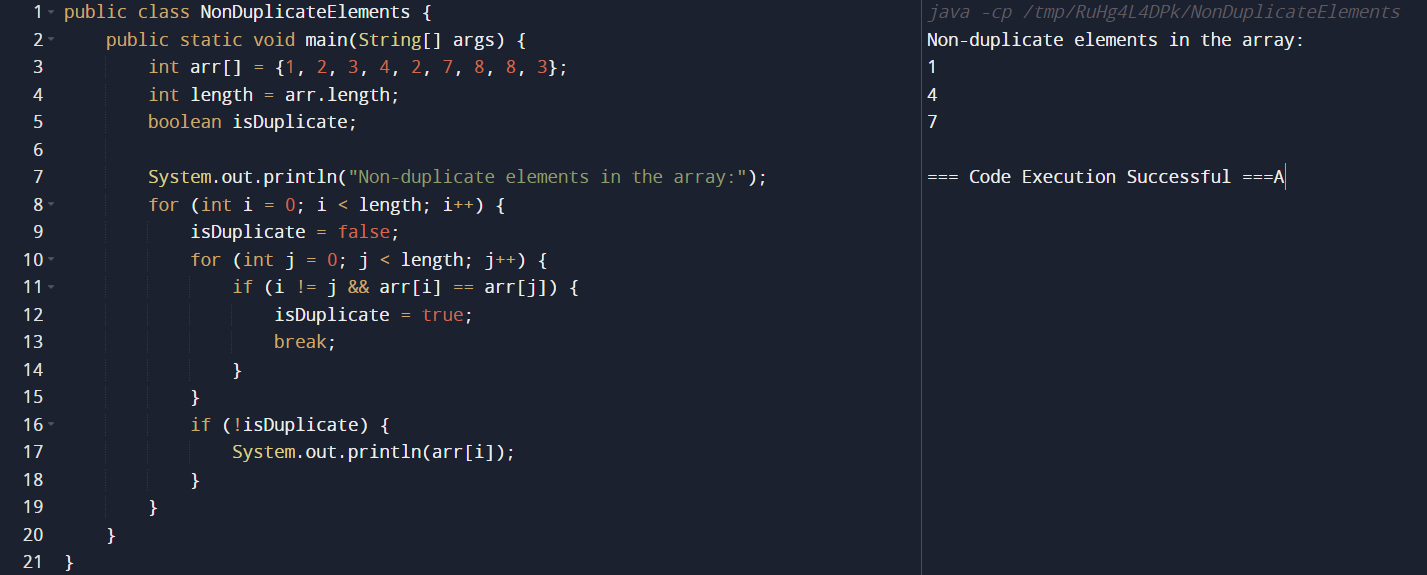 1 public class NonDuplicateElements {
2 public static void main(String[] args) {
3 int arr[] = {1, 2, 3, 4, 2, 7, 8, 8, 3};
4 int length = arr.length;
5 boolean isDuplicate;
6
7 System.out.println("Non-duplicate elements in the array:");
8 for (int i = 0; i < length; i++) {
9 isDuplicate = false;
10 for (int j = 0; j < length; j++) {
11 if (i != j && arr[i] == arr[j]) {
12 isDuplicate = true;
13 break;
14 }
15 }
16 if (!isDuplicate) {
17 System.out.println(arr[i]);
18 }
19 }
20 }
21 }
java -cp /tmp/RuHg4L4DPk/NonDuplicateElements
Non-duplicate elements in the array:
1
4
7
=== Code Execution Successful ===A